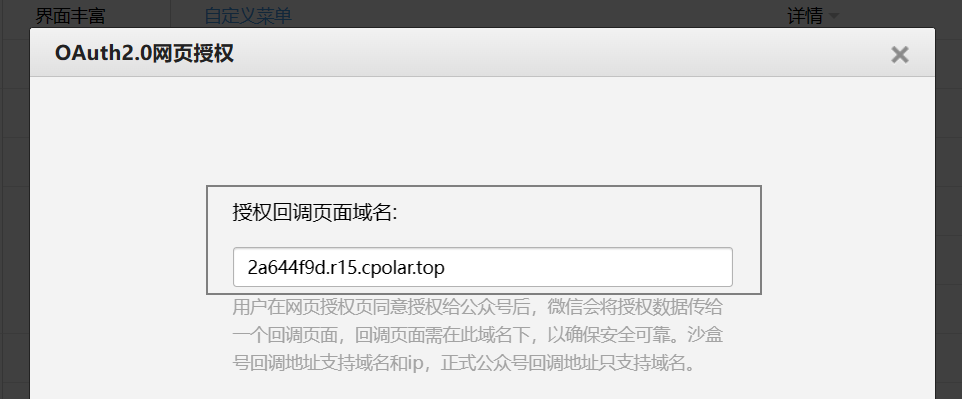 界面丰富 自定义菜单 详情
OAuth2.0网页授权
授权回调页面域名:
2a644f9d.r15.cpolar.top
用户在网页授权页同意授权给公众号后，微信会将授权数据传给
一个回调页面，回调页面需在此域名下，以确保安全可靠。沙盒
号回调地址支持域名和ip，正式公众号回调地址只支持域名。